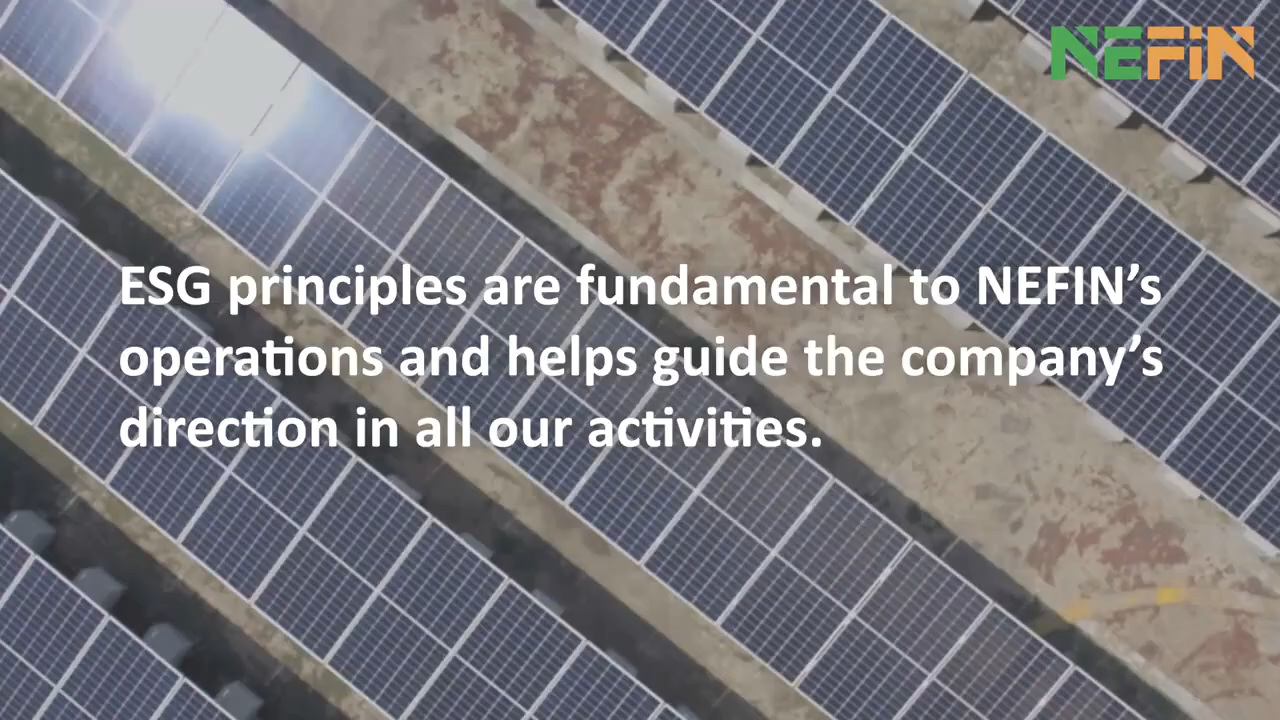 NEFiN
ESG principles are fundamental to NEFIN’s
operations and helps guide the company’s
direction in all our activities.